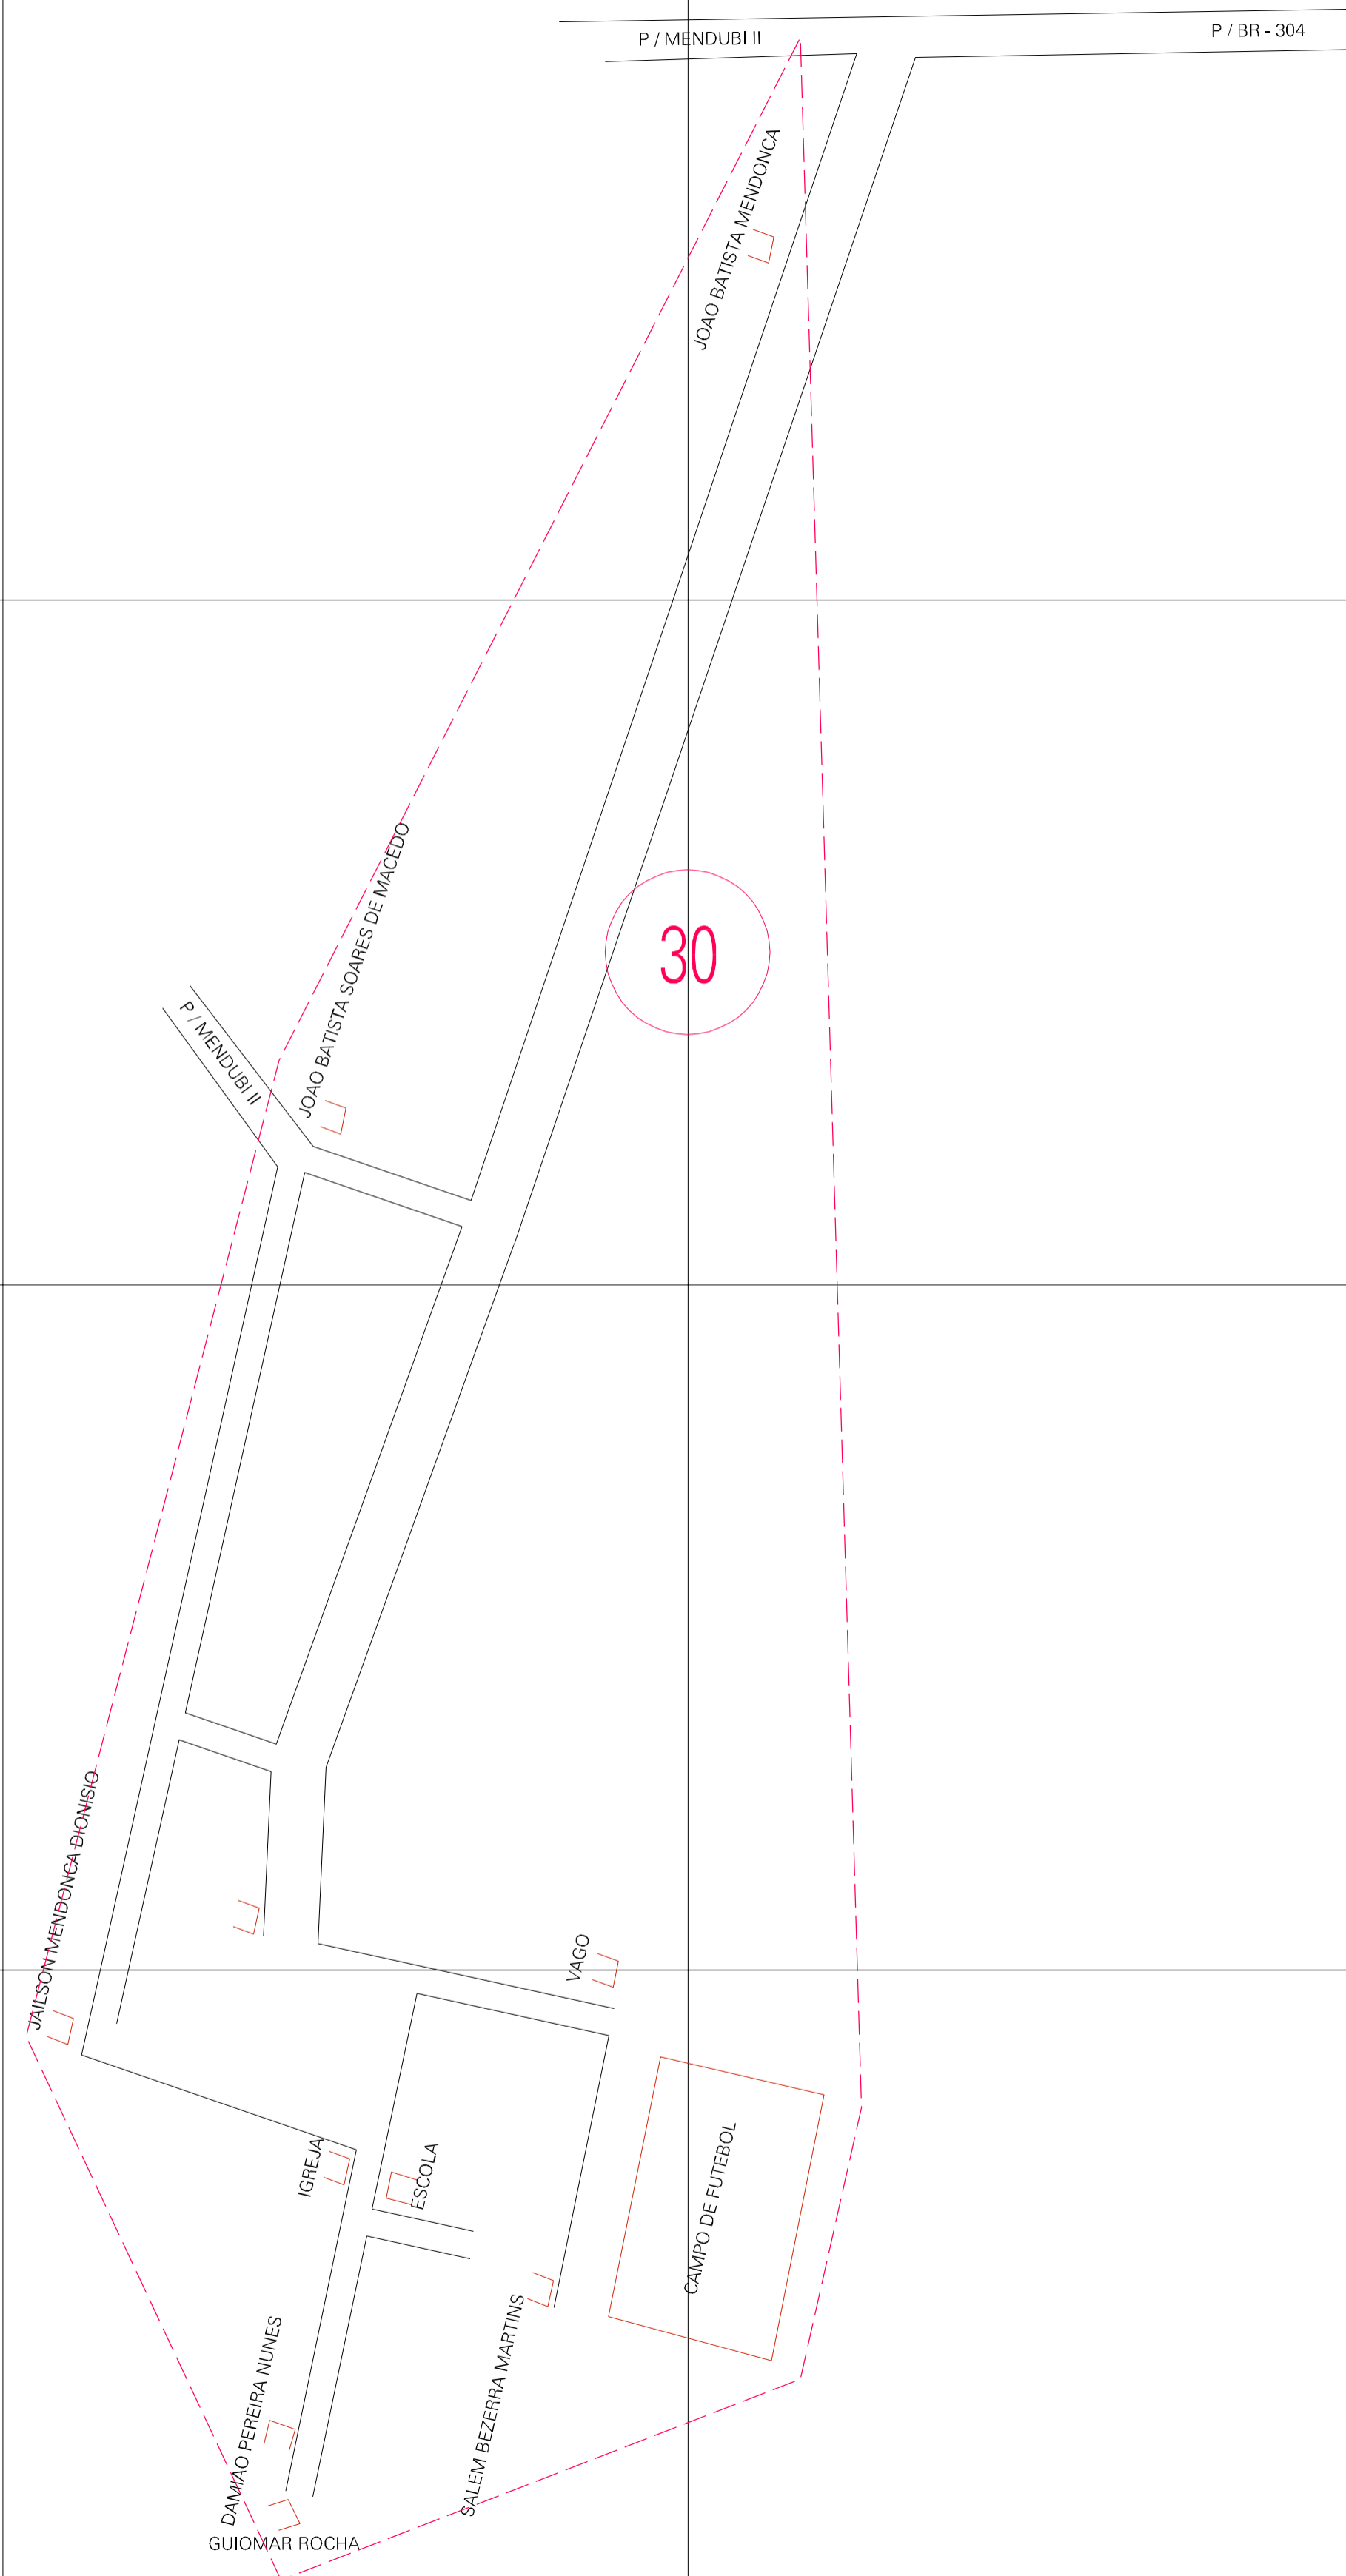 P / MENDUBI II
P / BR - 304
JOAO BATISTA MENDONCA
JOAO BATISTA SOARES DE MACEDO
30
P / MENDUBI II
JAILSON MENDONCA DIONISIO
VAGO
IGREJA
ESCOLA
CAMPO DE FUTEBOL
SALEM BEZERRA MARTINS
DAMIAO PEREIRA NUNES
GUIOMAR ROCHA